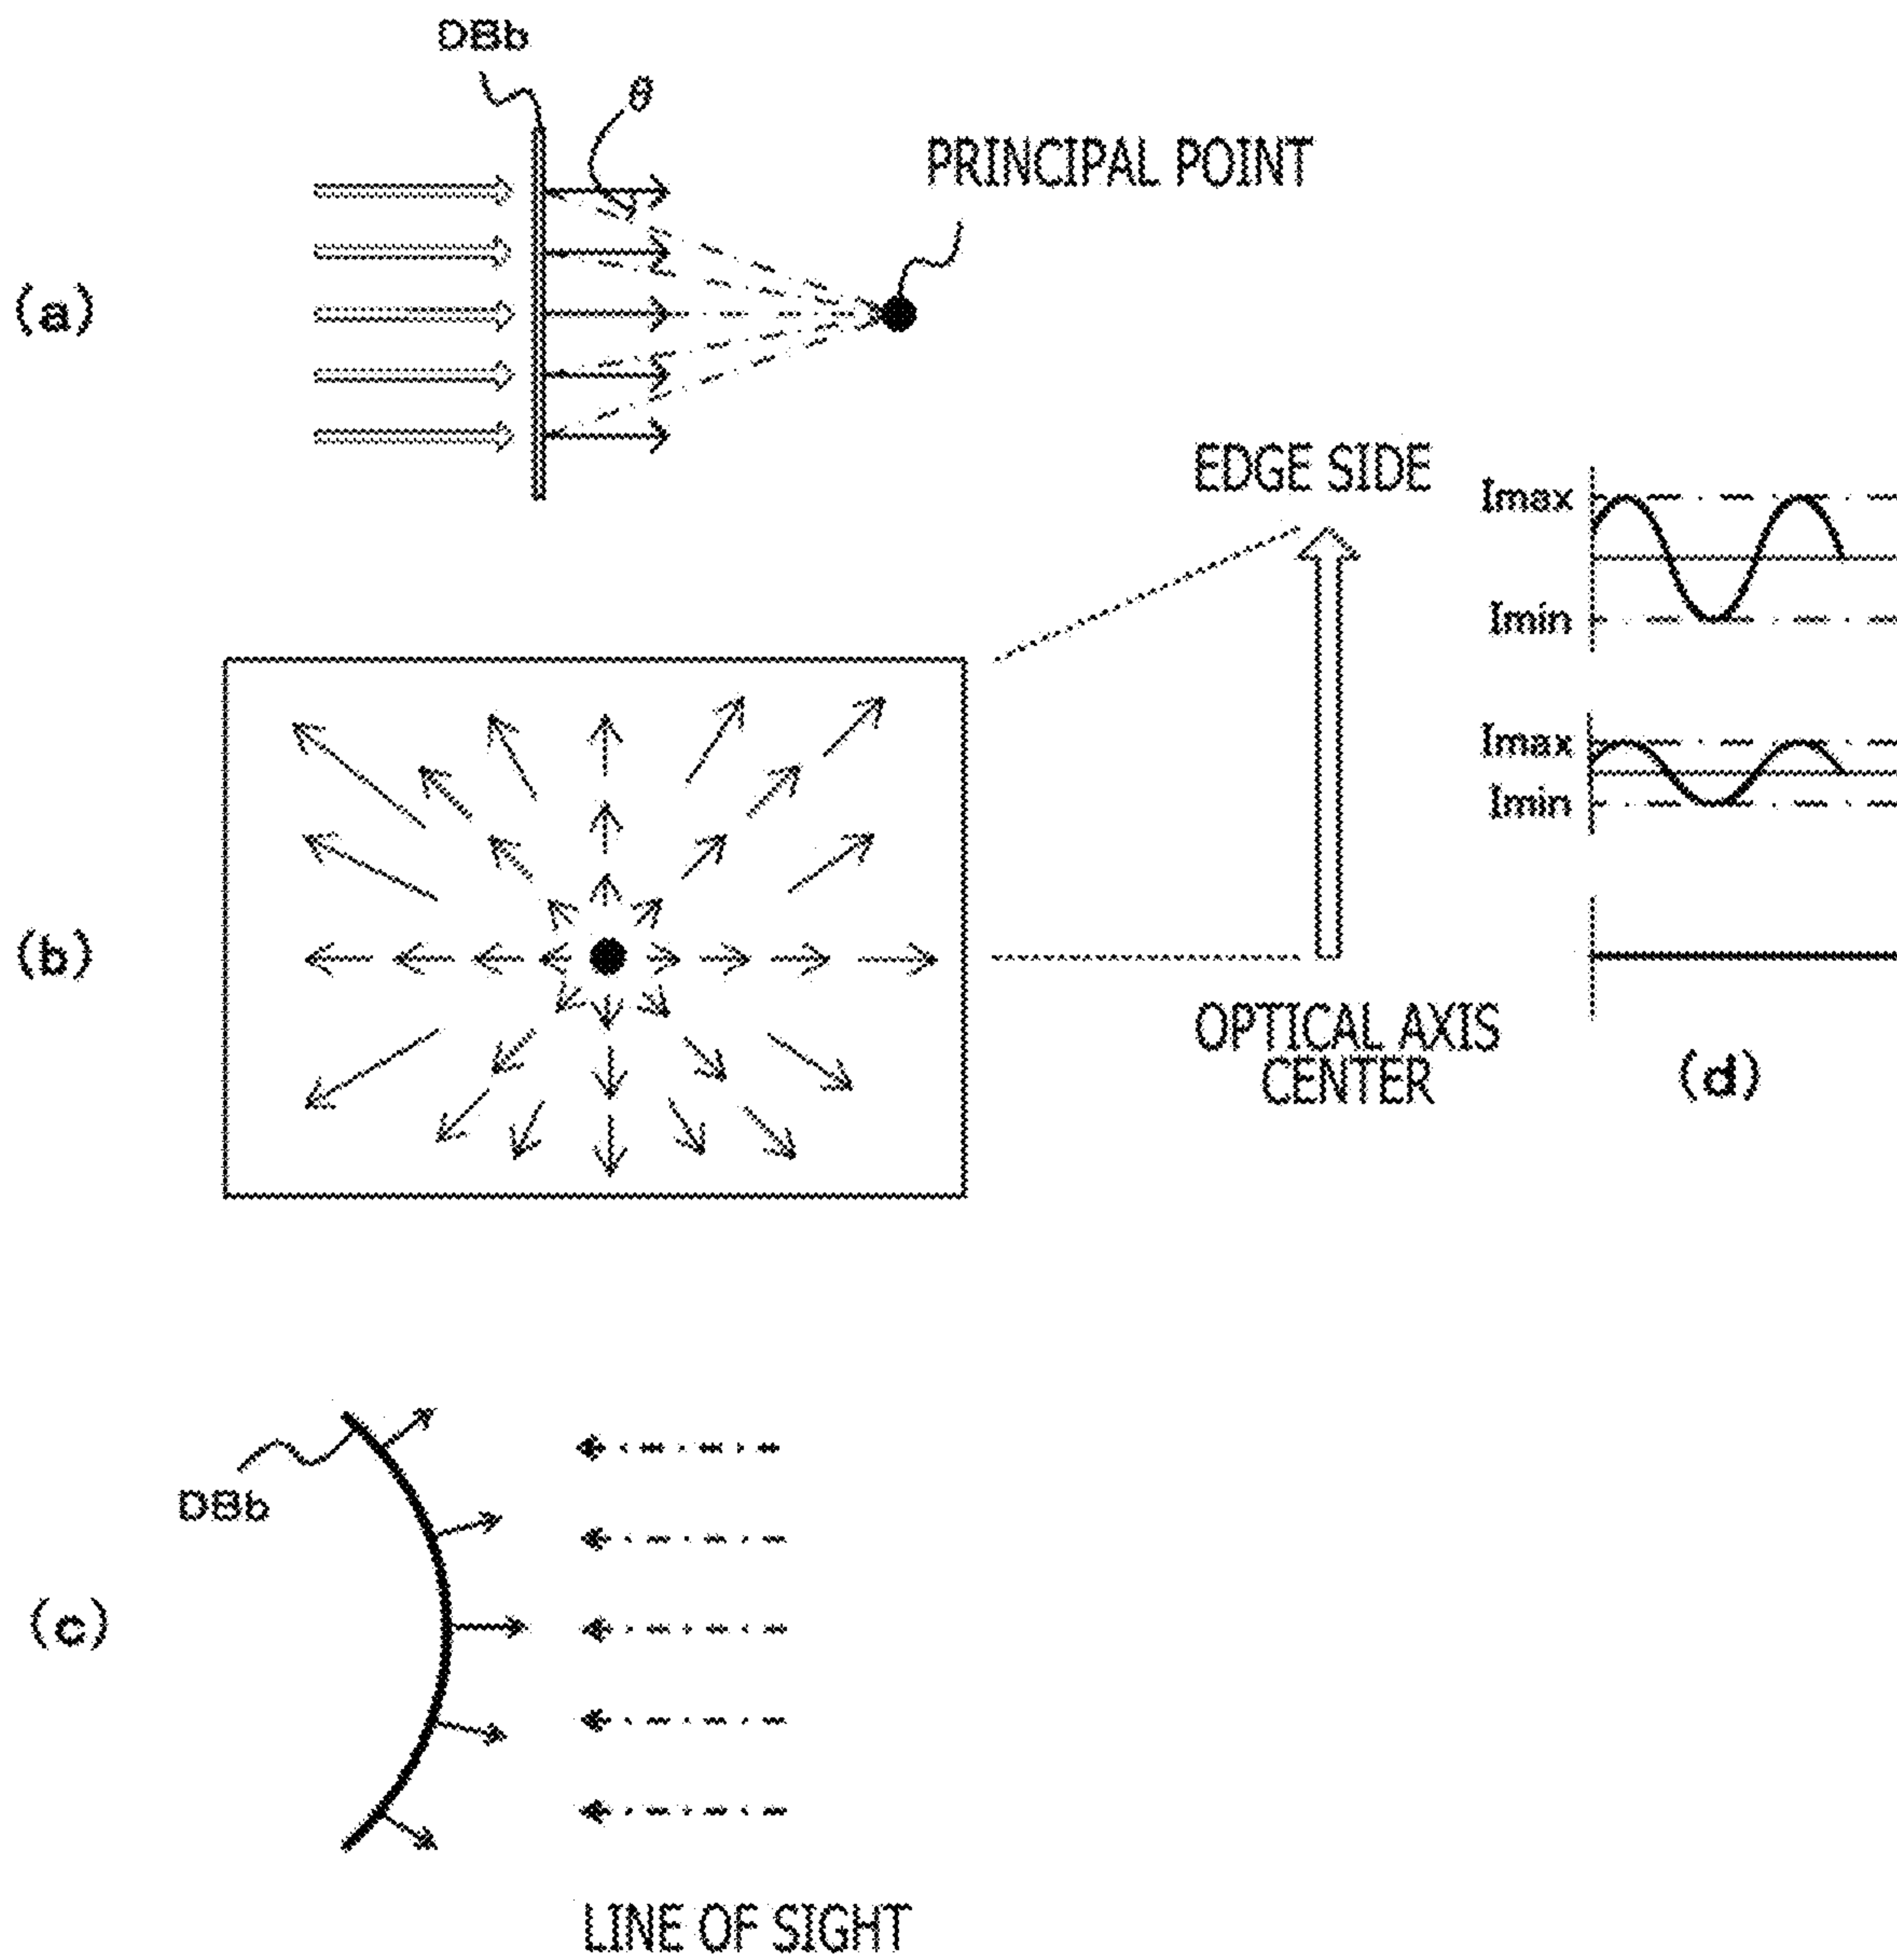 DBb
θ
PRINCIPAL POINT
(a)
EDGE SIDE
Imax
Imin
Imax
Imin
(b)
OPTICAL AXIS
CENTER
(d)
DBb
(c)
LINE OF SIGHT